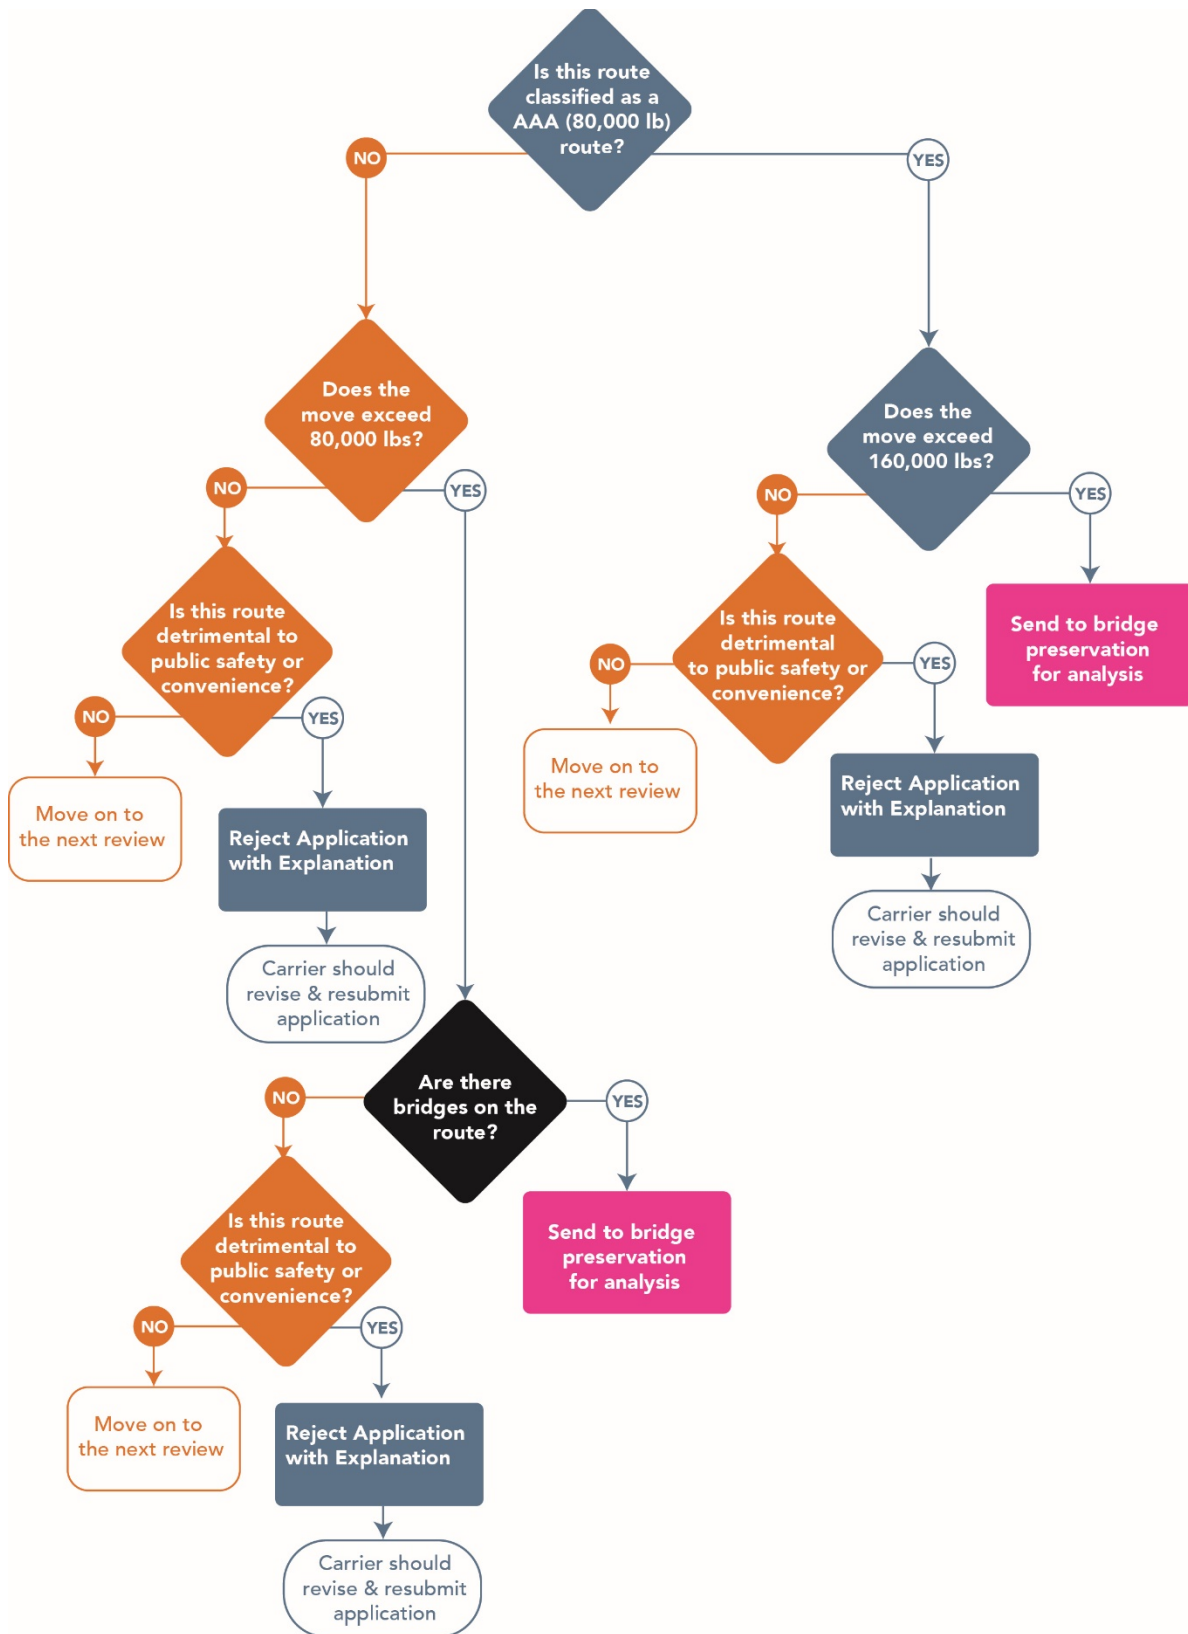 Is this route
classified as a
AAA (80,000 lb)
route?
NO
YES
Does the
move exceed
80,000 lbs?
NO
YES
Does the
move exceed
160,000 lbs?
NO
YES
Is this route
detrimental to
public safety or
convenience?
NO
YES
Is this route
detrimental
to public safety or
convenience?
NO
YES
Send to bridge
preservation
for analysis
Move on to
the next review
Reject Application
with Explanation
Carrier should
revise & resubmit
application
Move on to
the next review
Reject Application
with Explanation
Carrier should
revise & resubmit
application
Are there
bridges on the
route?
NO
YES
Is this route
detrimental to
public safety or
convenience?
NO
YES
Send to bridge
preservation
for analysis
Move on to
the next review
Reject Application
with Explanation
Carrier should
revise & resubmit
application